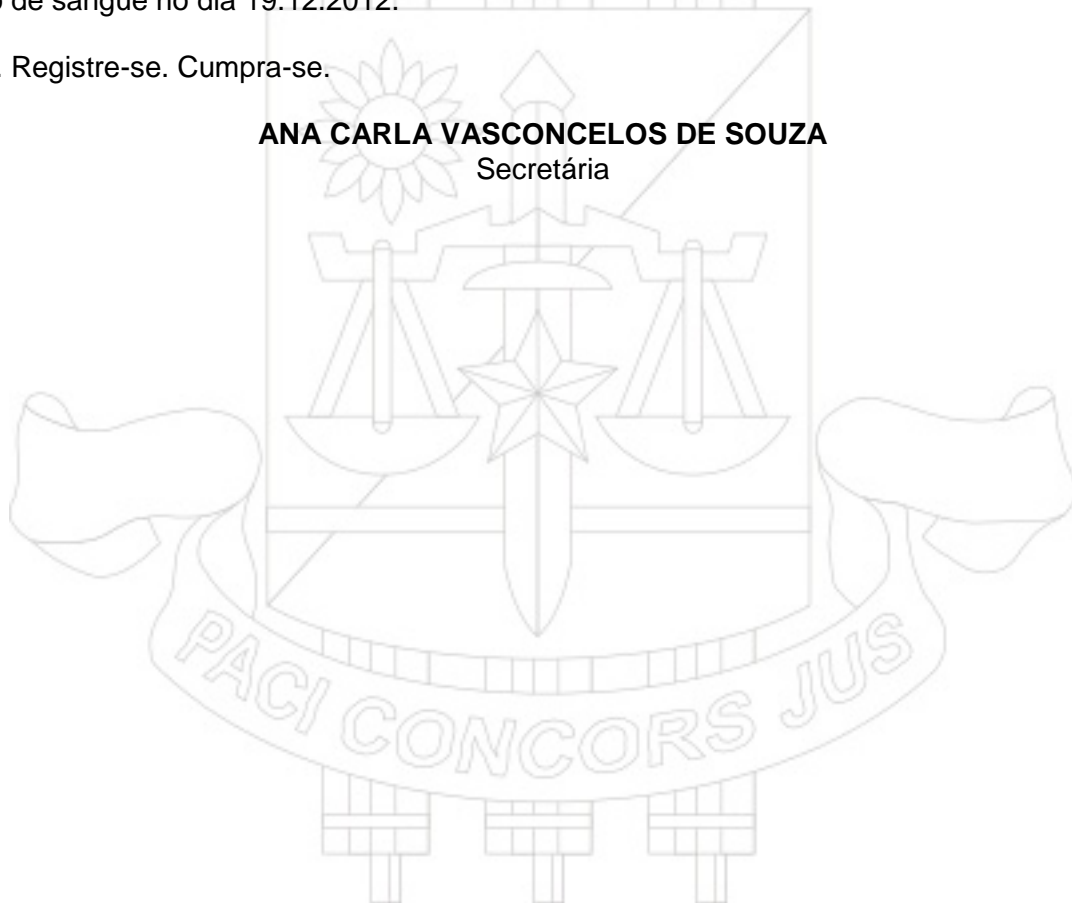 de sangue no dia 19.12.2012.
. Registre-se. Cumpra-se.
ANA CARLA VASCONCELOS DE SOUZA
Secretária
PACI CONCORS JUS